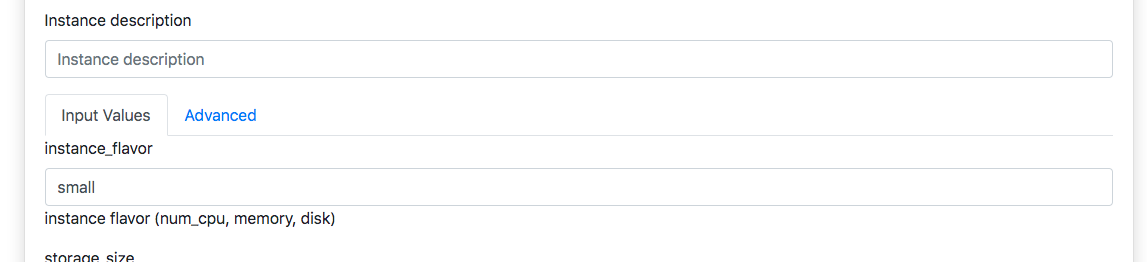 Instance description
Instance description
Input Values Advanced
instance_flavor
small
instance flavor (num_cpu, memory, disk)
storage_size